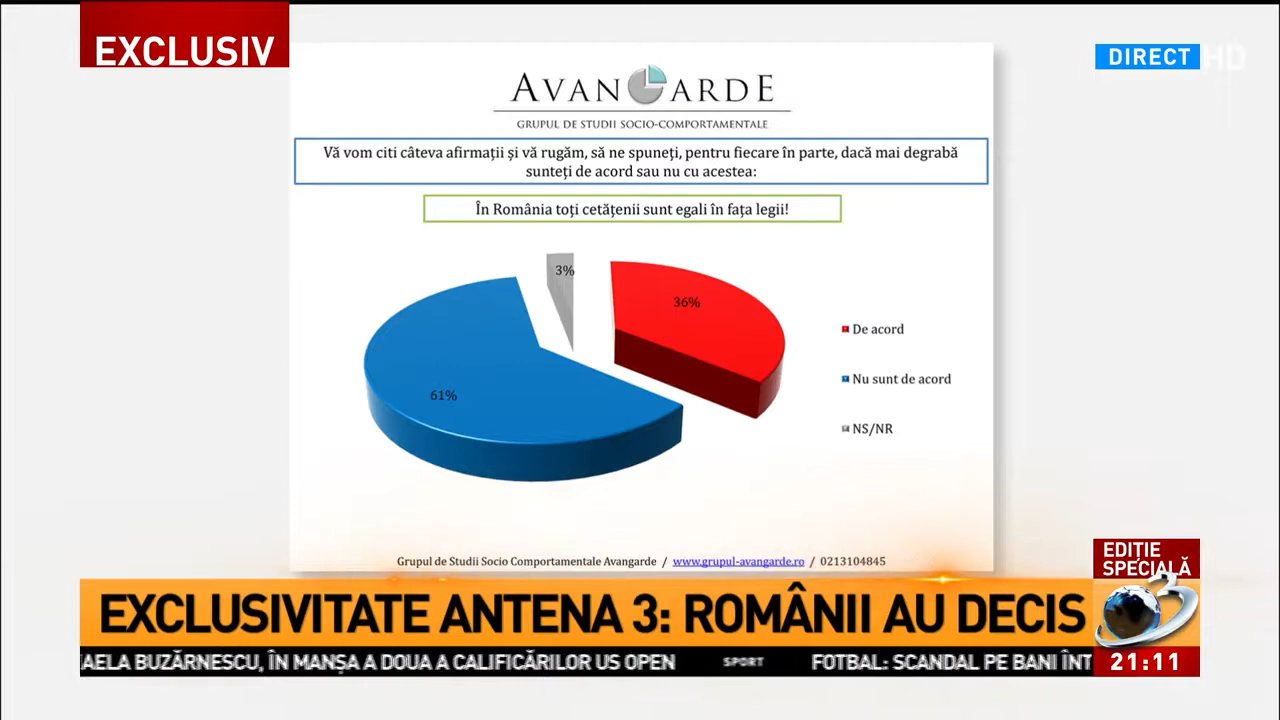 EXCLUSIV
DIRECT HD
AVANGARDE
GRUPUL DE STUDII SOCIO-COMPORTAMENTALE
Vă vom citi câteva afirmații și vă rugăm, să ne spuneți, pentru fiecare în parte, dacă mai degrabă
sunteți de acord sau nu cu acestea:
În România toți cetățenii sunt egali în fața legii!
3%
36%
61%
De acord
Nu sunt de acord
NS/NR
Grupul de Studii Socio Comportamentale Avangarde / www.grupul-avangarde.ro / 0213104845
EDIȚIE
SPECIALĂ
EXCLUSIVITATE ANTENA 3: ROMÂNII AU DECIS
BUZĂRNESCU, ÎN MANȘA A DOUA A CALIFICĂRILOR US OPEN SPORT FOTBAL: SCANDAL PE BANI
21:11